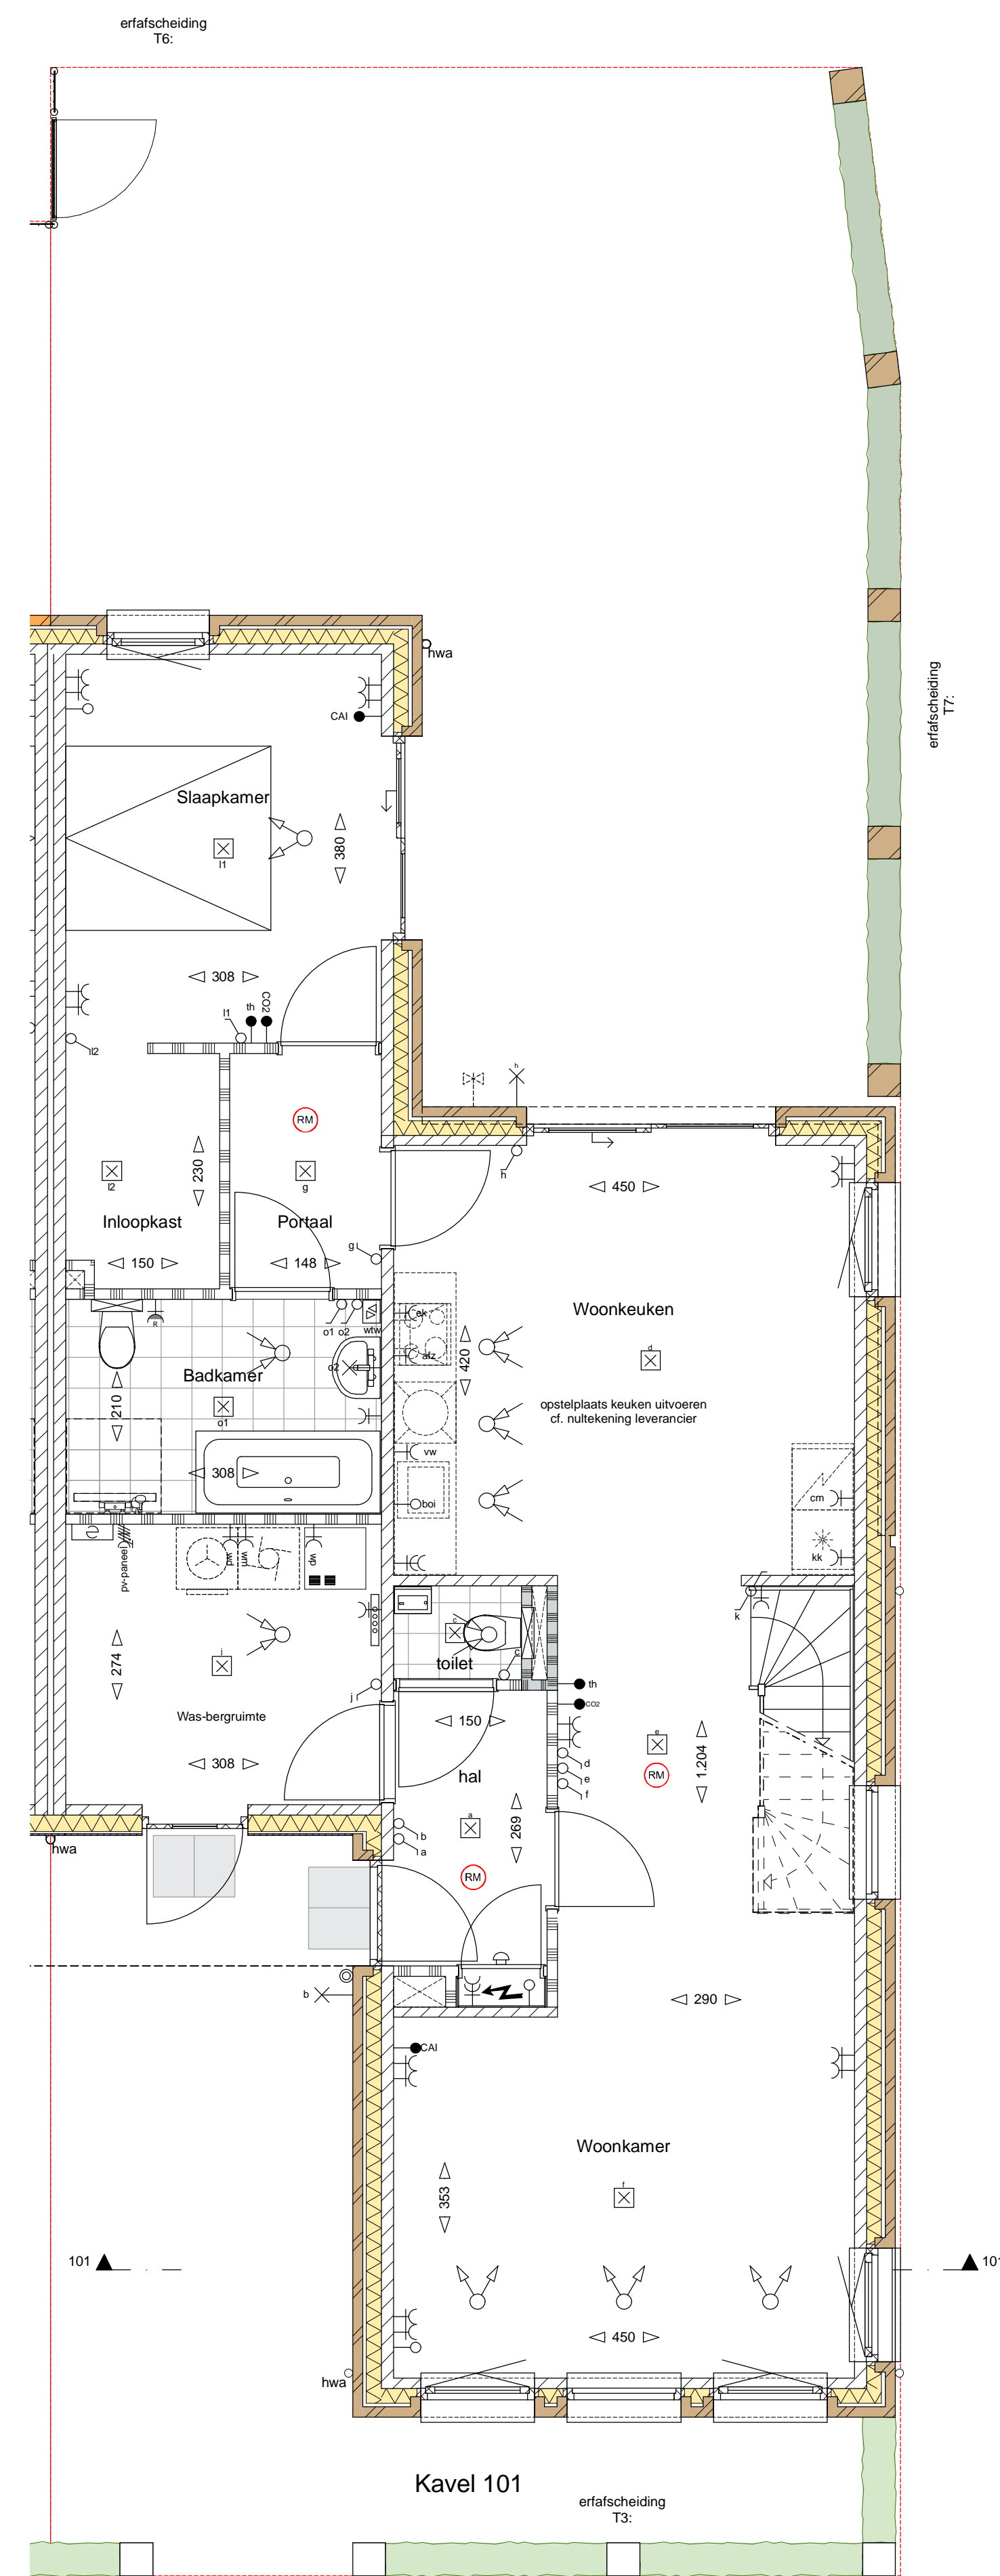 erfafscheiding
T6:
erfafscheiding
T7:
hwa
CAI
Slaapkamer
l1
380
308
th
CO2
l1
l2
h
RM
h
230
450
l2
g
Inloopkast
Portaal
g
150
148
Woonkeuken
R
o1 o2
wtw
ek
d
420
afz
o2
Badkamer
210
o1
opstelplaats keuken uitvoeren
cf. nultekening leverancier
vw
308
boi
cm
kk
pv-paneel
wd
wm
wp
k
c
274
j
toilet
c
j
th
CO2
Was-bergruimte
150
e
1.204
308
d
e
f
RM
hal
a
269
b
a
hwa
RM
b
290
CAI
Woonkamer
353
f
101
101
450
hwa
Kavel 101
erfafscheiding
T3: